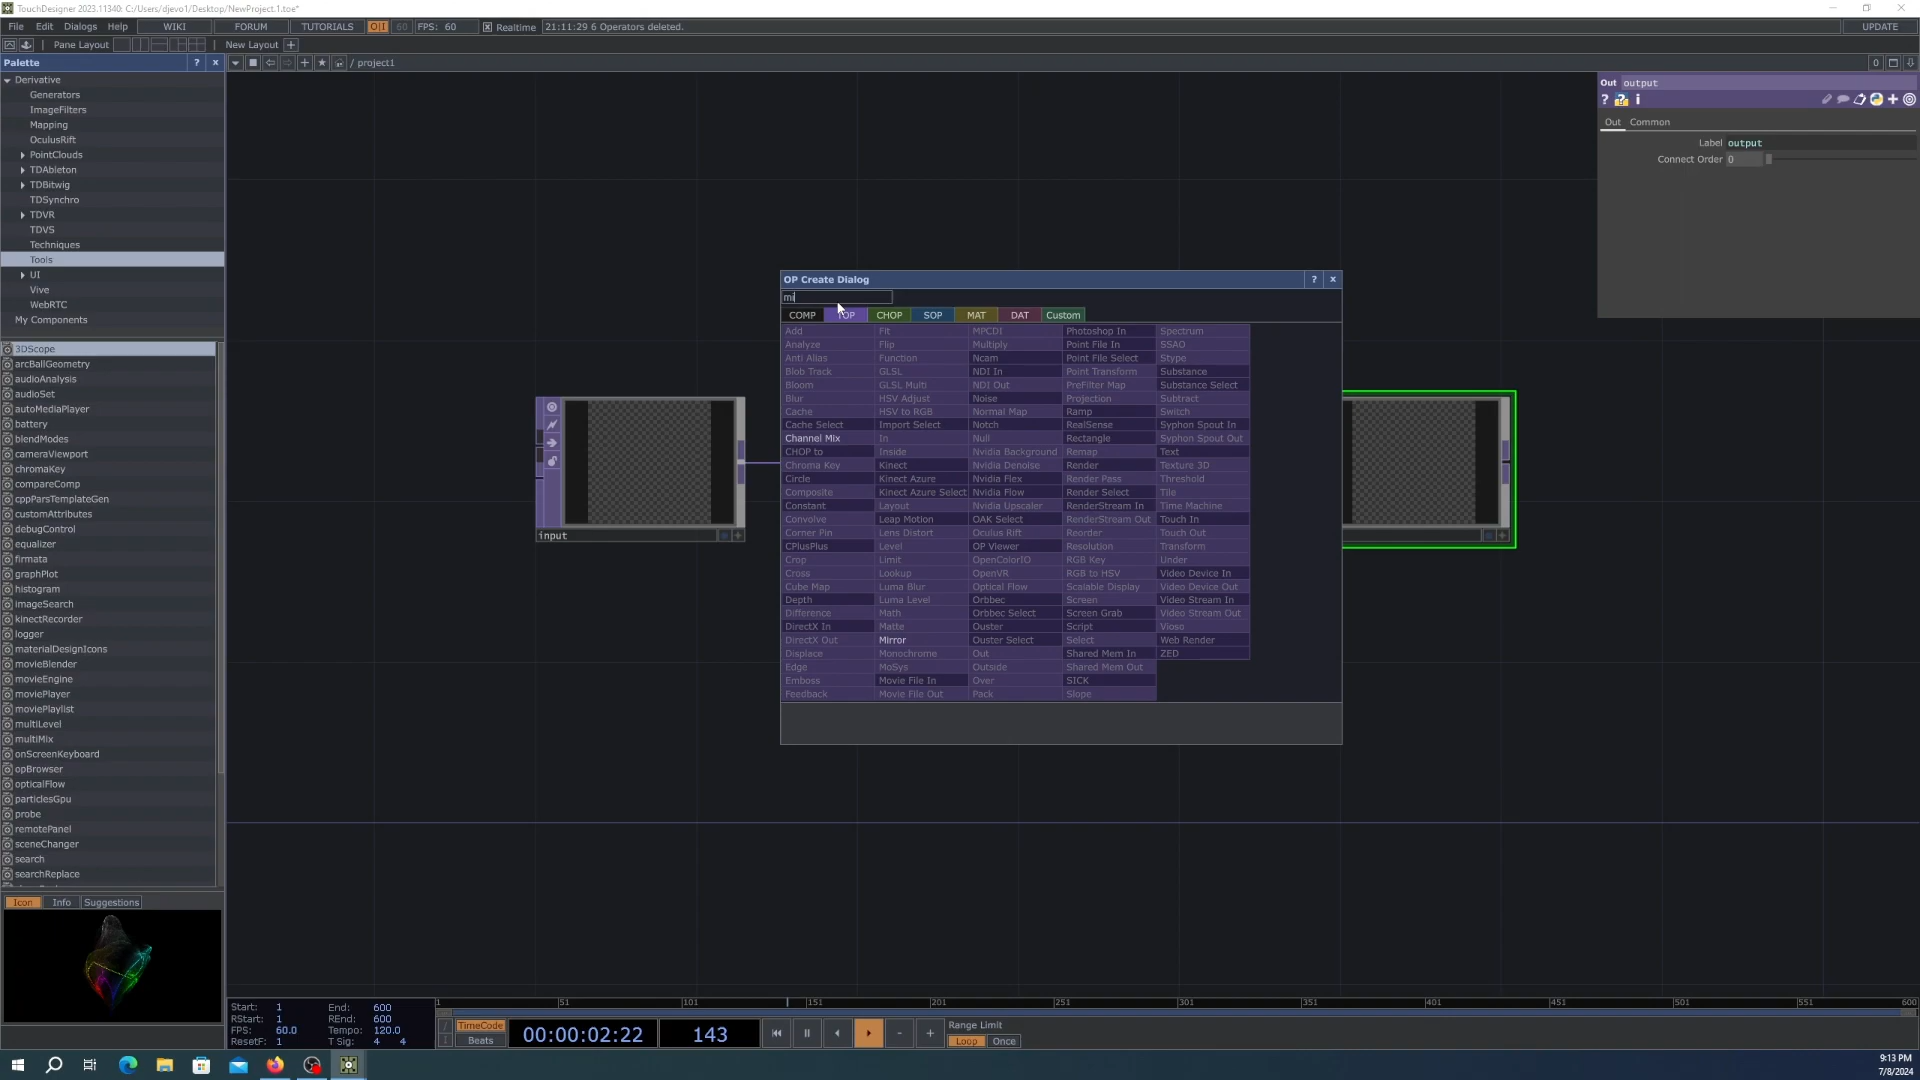 TouchDesigner 2023.11340: C:/Users/djevo1/Desktop/NewProject.1.toe*
File Edit Dialogs Help WIKI FORUM TUTORIALS O|I 60 FPS: 60 Realtime 21:11:29 6 Operators deleted. UPDATE
Pane Layout New Layout +
Palette ? x / project1 0
Derivative
Generators
ImageFilters
Mapping
OculusRift
PointClouds
TDAbleton
TDBitwig
TDSynchro
TDVR
TDVS
Techniques
Tools
UI
Vive
WebRTC
My Components
3DScope
arcBallGeometry
audioAnalysis
audioSet
autoMediaPlayer
battery
blendModes
cameraViewport
chromaKey
compareComp
cppParsTemplateGen
customAttributes
debugControl
equalizer
firmata
graphPlot
histogram
imageSearch
kinectRecorder
logger
materialDesignIcons
movieBlender
movieEngine
moviePlayer
moviePlaylist
multiLevel
multiMix
onScreenKeyboard
opBrowser
opticalFlow
particlesGpu
probe
remotePanel
sceneChanger
search
searchReplace
Icon Info Suggestions
input
OP Create Dialog ? x
mi
COMP TOP CHOP SOP MAT DAT Custom
Add Fit MPCDI Photoshop In Spectrum
Analyze Flip Multiply Point File In SSAO
Anti Alias Function Ncam Point File Select Stype
Blob Track GLSL NDI In Point Transform Substance
Bloom GLSL Multi NDI Out PreFilter Map Substance Select
Blur HSV Adjust Noise Projection Subtract
Cache HSV to RGB Normal Map Ramp Switch
Cache Select Import Select Notch RealSense Syphon Spout In
Channel Mix In Null Rectangle Syphon Spout Out
CHOP to Inside Nvidia Background Remap Text
Chroma Key Kinect Nvidia Denoise Render Texture 3D
Circle Kinect Azure Nvidia Flex Render Pass Threshold
Composite Kinect Azure Select Nvidia Flow Render Select Tile
Constant Layout Nvidia Upscaler RenderStream In Time Machine
Convolve Leap Motion OAK Select RenderStream Out Touch In
Corner Pin Lens Distort Oculus Rift Reorder Touch Out
CPlusPlus Level OP Viewer Resolution Transform
Crop Limit OpenColorIO RGB Key Under
Cross Lookup OpenVR RGB to HSV Video Device In
Cube Map Luma Blur Optical Flow Scalable Display Video Device Out
Depth Luma Level Orbbec Screen Video Stream In
Difference Math Orbbec Select Screen Grab Video Stream Out
DirectX In Matte Ouster Script Vioso
DirectX Out Mirror Ouster Select Select Web Render
Displace Monochrome Out Shared Mem In ZED
Edge MoSys Outside Shared Mem Out
Emboss Movie File In Over SICK
Feedback Movie File Out Pack Slope
Out output
? ? i
Out Common
Label output
Connect Order 0
Start: 1 End: 600
RStart: 1 REnd: 600
FPS: 60.0 Tempo: 120.0
ResetF: 1 T Sig: 4 4
1 51 101 151 201 251 301 351 401 451 501 551 600
TimeCode
Beats
00:00:02:22 143
- +
Range Limit
Loop Once
9:13 PM
7/8/2024